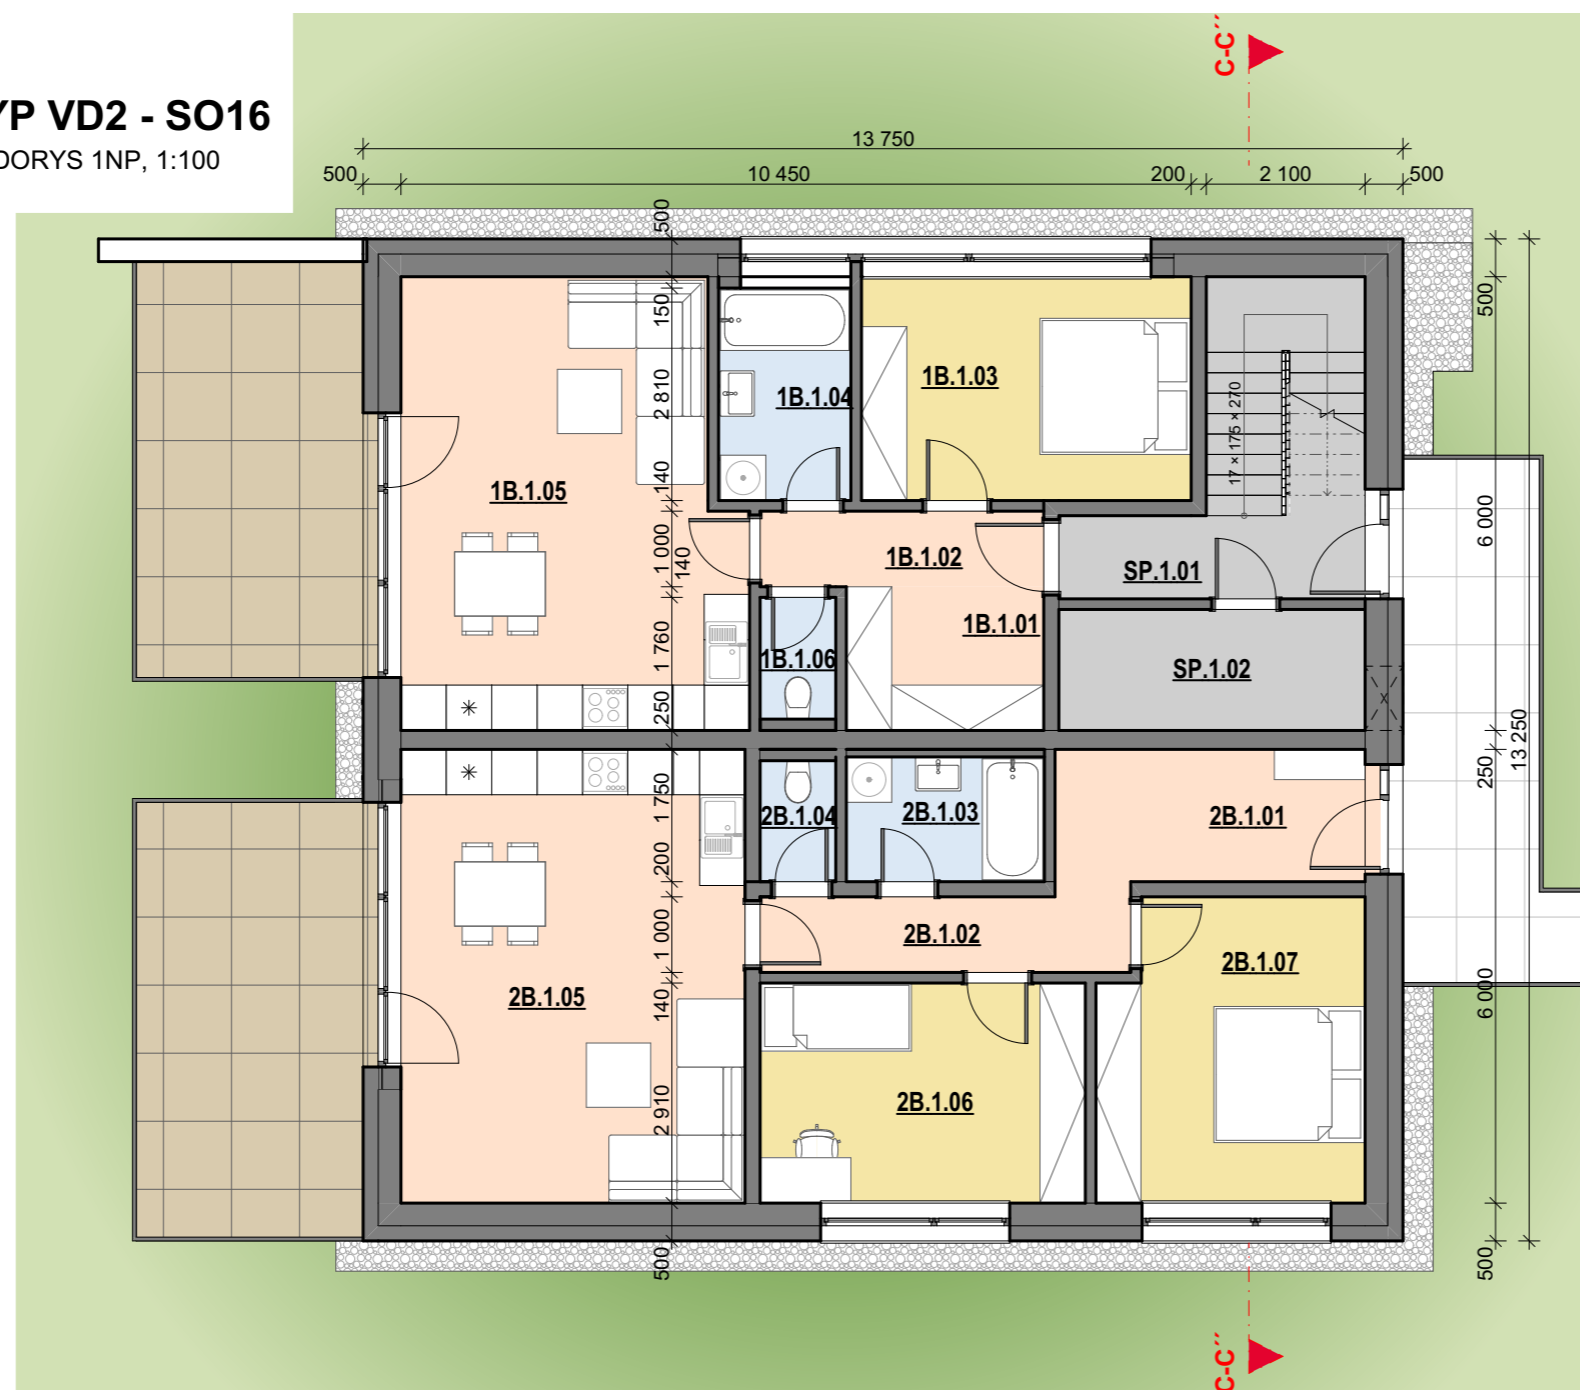 YP VD2 - SO16
DORYS 1NP, 1:100
C-C´´
13 750
500
10 450
200
2 100
500
500
150
2 810
140
1 000
140
1 760
250
1 750
200
1 000
140
2 910
500
500
6 000
250
13 250
6 000
500
1B.1.03
1B.1.04
17 × 175 × 270
1B.1.05
1B.1.02
SP.1.01
1B.1.01
1B.1.06
SP.1.02
2B.1.04
2B.1.03
2B.1.01
2B.1.02
2B.1.07
2B.1.05
2B.1.06
C-C´´